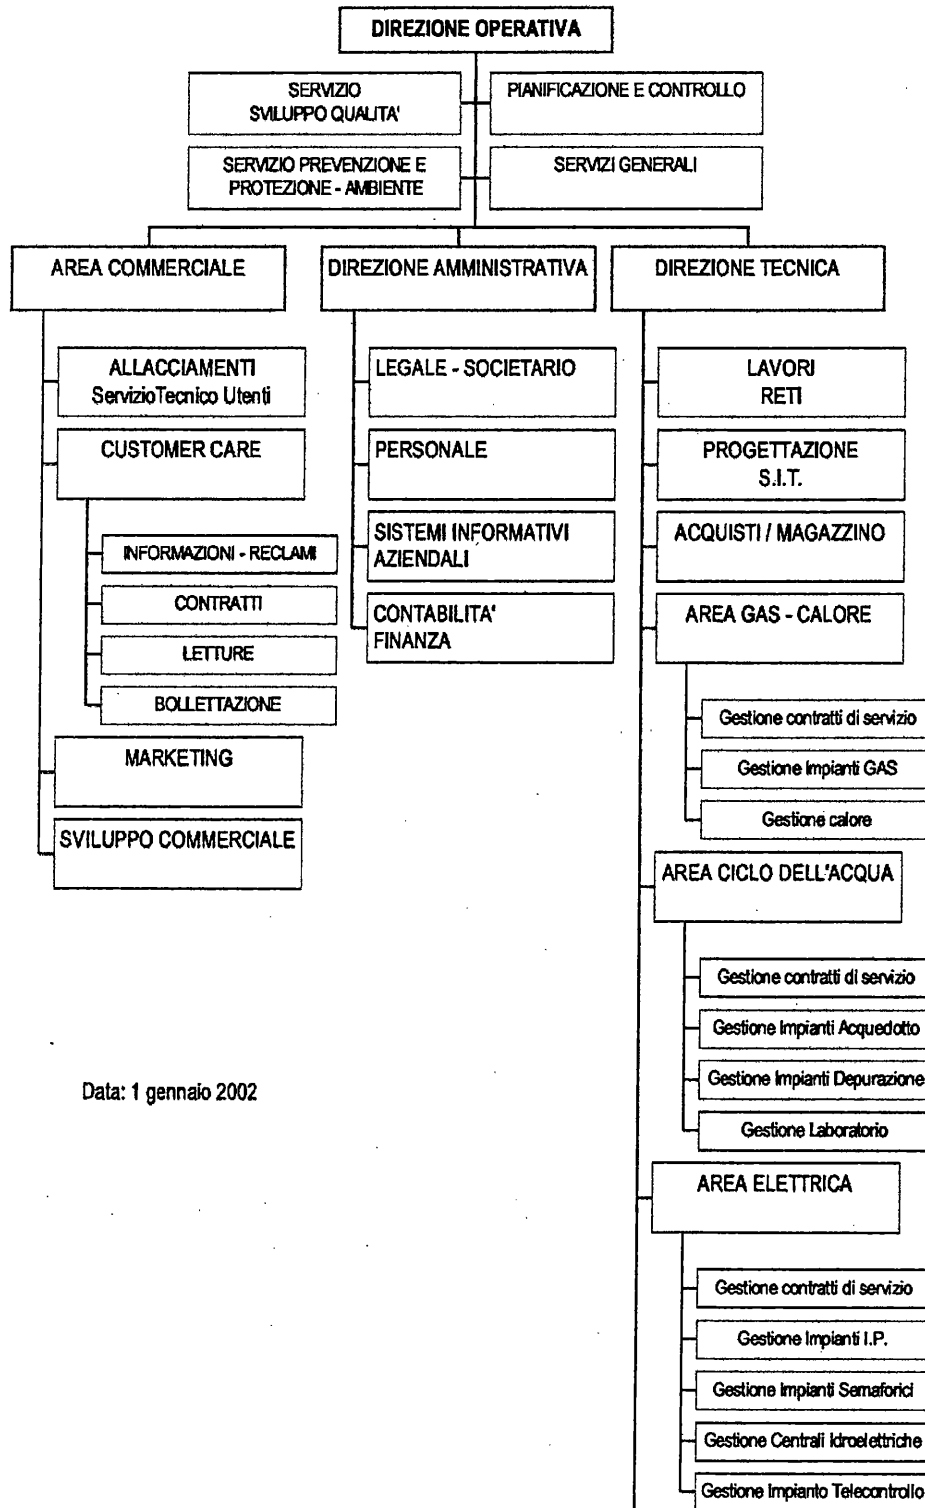 DIREZIONE OPERATIVA
SERVIZIO
SVILUPPO QUALITA'
PIANIFICAZIONE E CONTROLLO
SERVIZIO PREVENZIONE E
PROTEZIONE - AMBIENTE
SERVIZI GENERALI
AREA COMMERCIALE
ALLACCIAMENTI
ServizioTecnico Utenti
CUSTOMER CARE
INFORMAZIONI - RECLAMI
CONTRATTI
LETTURE
BOLLETTAZIONE
MARKETING
SVILUPPO COMMERCIALE
DIREZIONE AMMINISTRATIVA
LEGALE - SOCIETARIO
PERSONALE
SISTEMI INFORMATIVI
AZIENDALI
CONTABILITA'
FINANZA
DIREZIONE TECNICA
LAVORI
RETI
PROGETTAZIONE
S.I.T.
ACQUISTI / MAGAZZINO
AREA GAS - CALORE
Gestione contratti di servizio
Gestione Impianti GAS
Gestione calore
AREA CICLO DELL'ACQUA
Gestione contratti di servizio
Gestione Impianti Acquedotto
Gestione Impianti Depurazione
Gestione Laboratorio
AREA ELETTRICA
Gestione contratti di servizio
Gestione Impianti I.P.
Gestione Impianti Semaforici
Gestione Centrali Idroelettriche
Gestione Impianto Telecontrollo
Data: 1 gennaio 2002